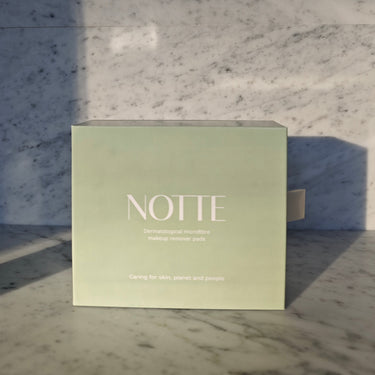 NOTTE
Dermatological microfibre
makeup remover pads
Caring for skin, planet and people